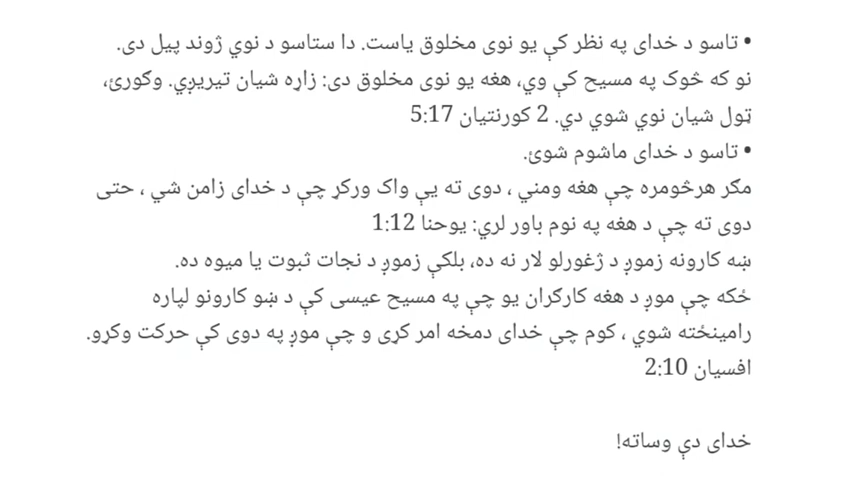 • تاسو د خدای په نظر کې یو نوی مخلوق یاست. دا ستاسو د نوي ژوند پیل دی.
نو که څوک په مسیح کې وي، هغه یو نوی مخلوق دی: زاړه شیان تیریږي. وګورئ،
ټول شیان نوي شوي دي. 2 کورنتیان 5:17
• تاسو د خدای ماشوم شوئ.
مګر هرڅومره چې هغه ومني ، دوی ته یې واک ورکړ چې د خدای زامن شي ، حتی
دوی ته چې د هغه په نوم باور لري: یوحنا 1:12
ښه کارونه زموږ د ژغورلو لار نه ده، بلکې زموږ د نجات ثبوت یا میوه ده.
ځکه چې موږ د هغه کارګران یو چې په مسیح عیسی کې د ښو کارونو لپاره
رامینځته شوي ، کوم چې خدای دمخه امر کړی و چې موږ په دوی کې حرکت وکړو.
افسیان 2:10
خدای دې وساته!